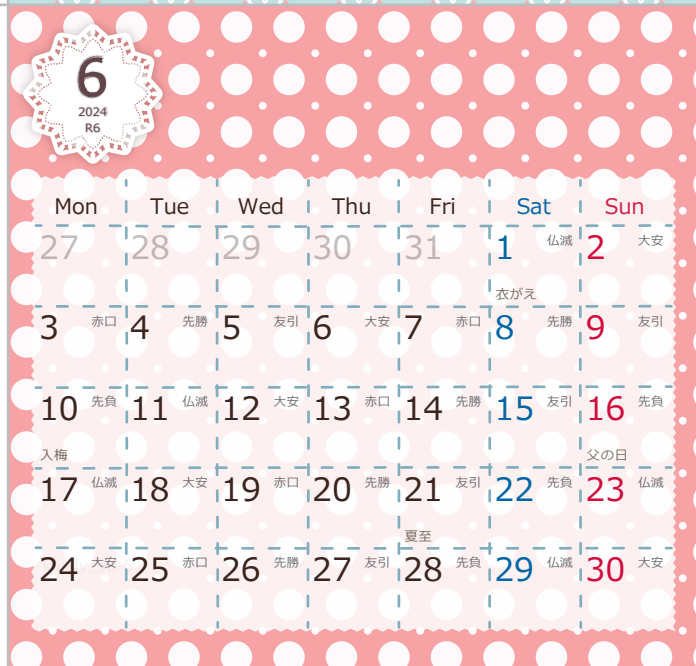 6
2024
R6
Mon Tue Wed Thu Fri Sat Sun
27 28 29 30 31 1 仏滅 2 大安
衣がえ
3 赤口 4 先勝 5 友引 6 大安 7 赤口 8 先勝 9 友引
10 先負 11 仏滅 12 大安 13 赤口 14 先勝 15 友引 16 先負
入梅 父の日
17 仏滅 18 大安 19 赤口 20 先勝 21 友引 22 先負 23 仏滅
夏至
24 大安 25 赤口 26 先勝 27 友引 28 先負 29 仏滅 30 大安